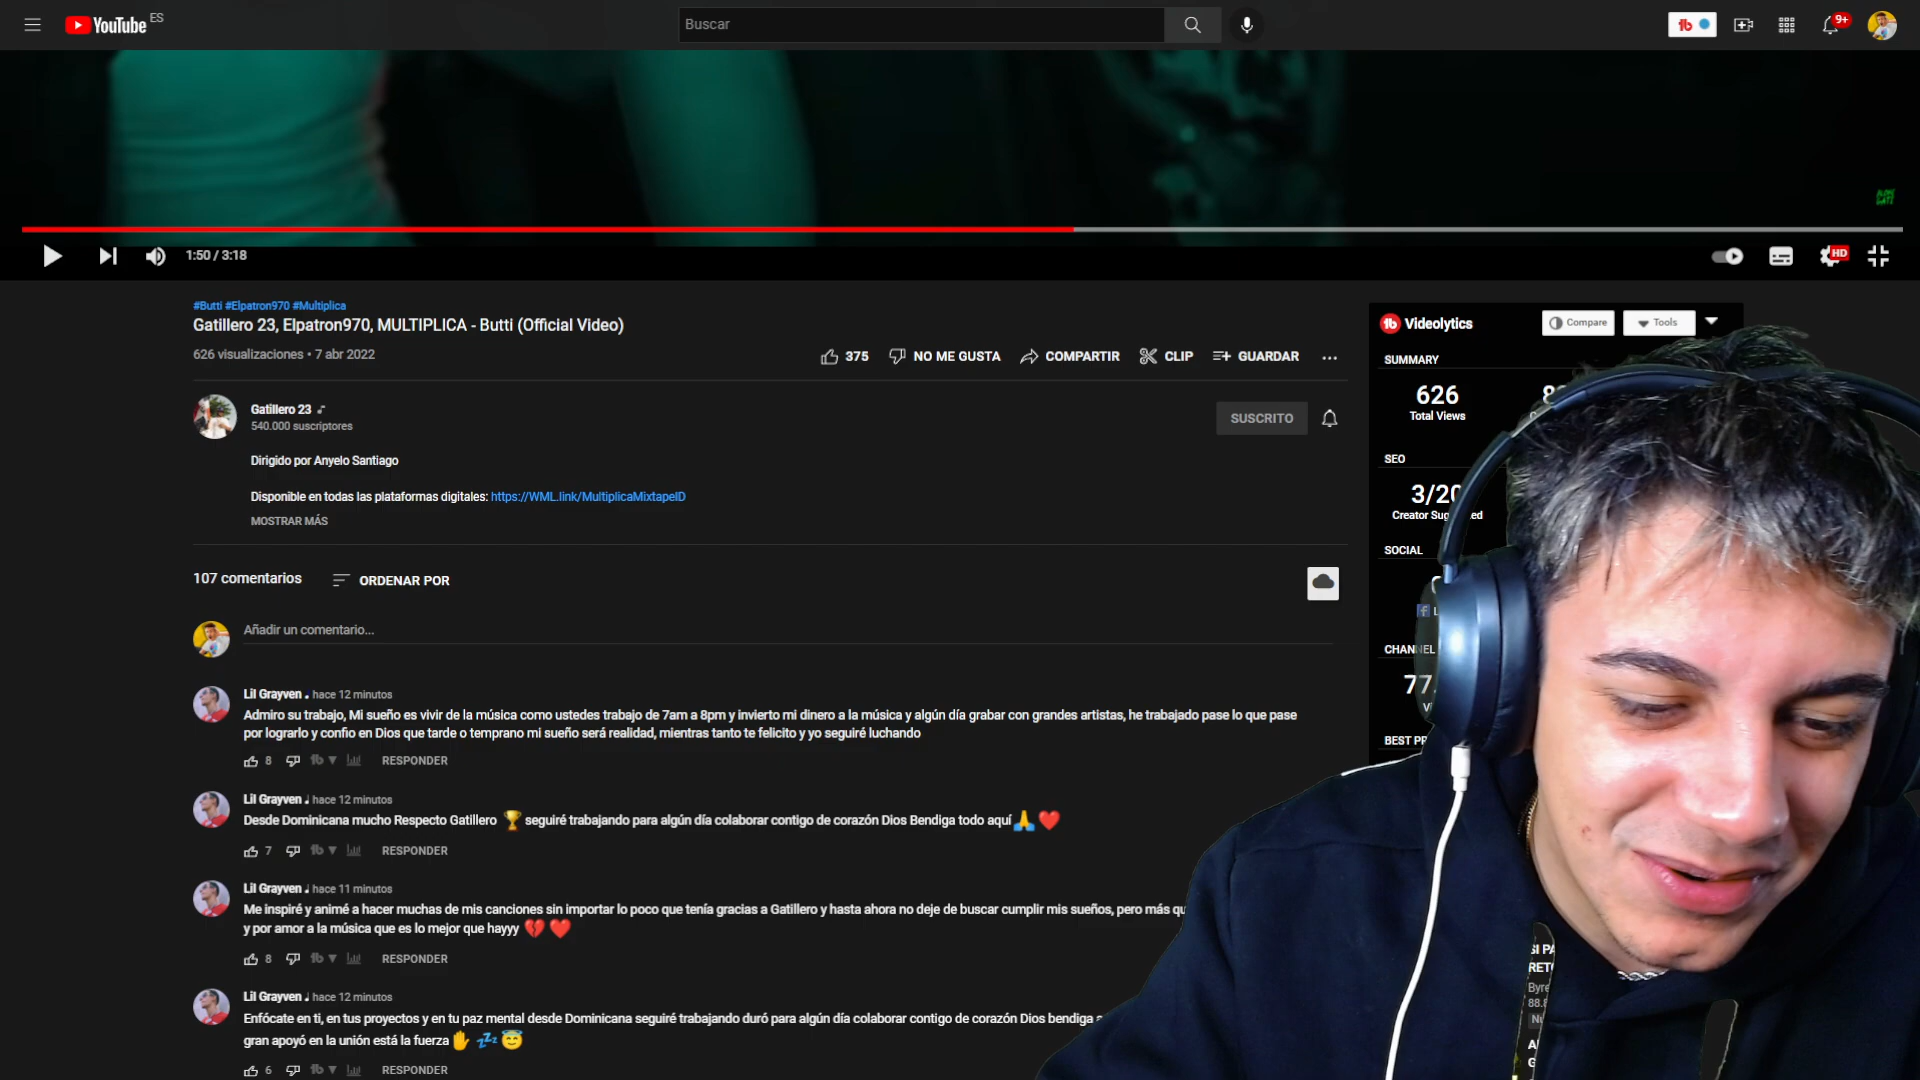 YouTube ES
Buscar
9+
1:50 / 3:18
HD
#Butti #Elpatron970 #Multiplica
Gatillero 23, Elpatron970, MULTIPLICA - Butti (Official Video)
626 visualizaciones • 7 abr 2022
375 NO ME GUSTA COMPARTIR CLIP GUARDAR
Gatillero 23
540.000 suscriptores
SUSCRITO
Dirigido por Anyelo Santiago
Disponible en todas las plataformas digitales: https://WML.link/MultiplicaMixtapeID
MOSTRAR MÁS
107 comentarios ORDENAR POR
Añadir un comentario...
Lil Grayven hace 12 minutos
Admiro su trabajo, Mi sueño es vivir de la música como ustedes trabajo de 7am a 8pm y invierto mi dinero a la música y algún día grabar con grandes artistas, he trabajado pase lo que pase
por lograrlo y confio en Dios que tarde o temprano mi sueño será realidad, mientras tanto te felicito y yo seguiré luchando
8 RESPONDER
Lil Grayven hace 12 minutos
Desde Dominicana mucho Respecto Gatillero 🏆 seguiré trabajando para algún día colaborar contigo de corazón Dios Bendiga todo aquí🙏❤️
7 RESPONDER
Lil Grayven hace 11 minutos
Me inspiré y animé a hacer muchas de mis canciones sin importar lo poco que tenía gracias a Gatillero y hasta ahora no deje de buscar cumplir mis sueños, pero más
y por amor a la música que es lo mejor que hayyy 💔❤️
8 RESPONDER
Lil Grayven hace 12 minutos
Enfócate en ti, en tus proyectos y en tu paz mental desde Dominicana seguiré trabajando duró para algún día colaborar contigo de corazón Dios bendiga
gran apoyó en la unión está la fuerza✋ 💤 😇
6 RESPONDER
Videolytics Compare Tools
SUMMARY
626
Total Views
SEO
3/20
Creator
SOCIAL
CHANNEL
77
BEST
SI
88.8